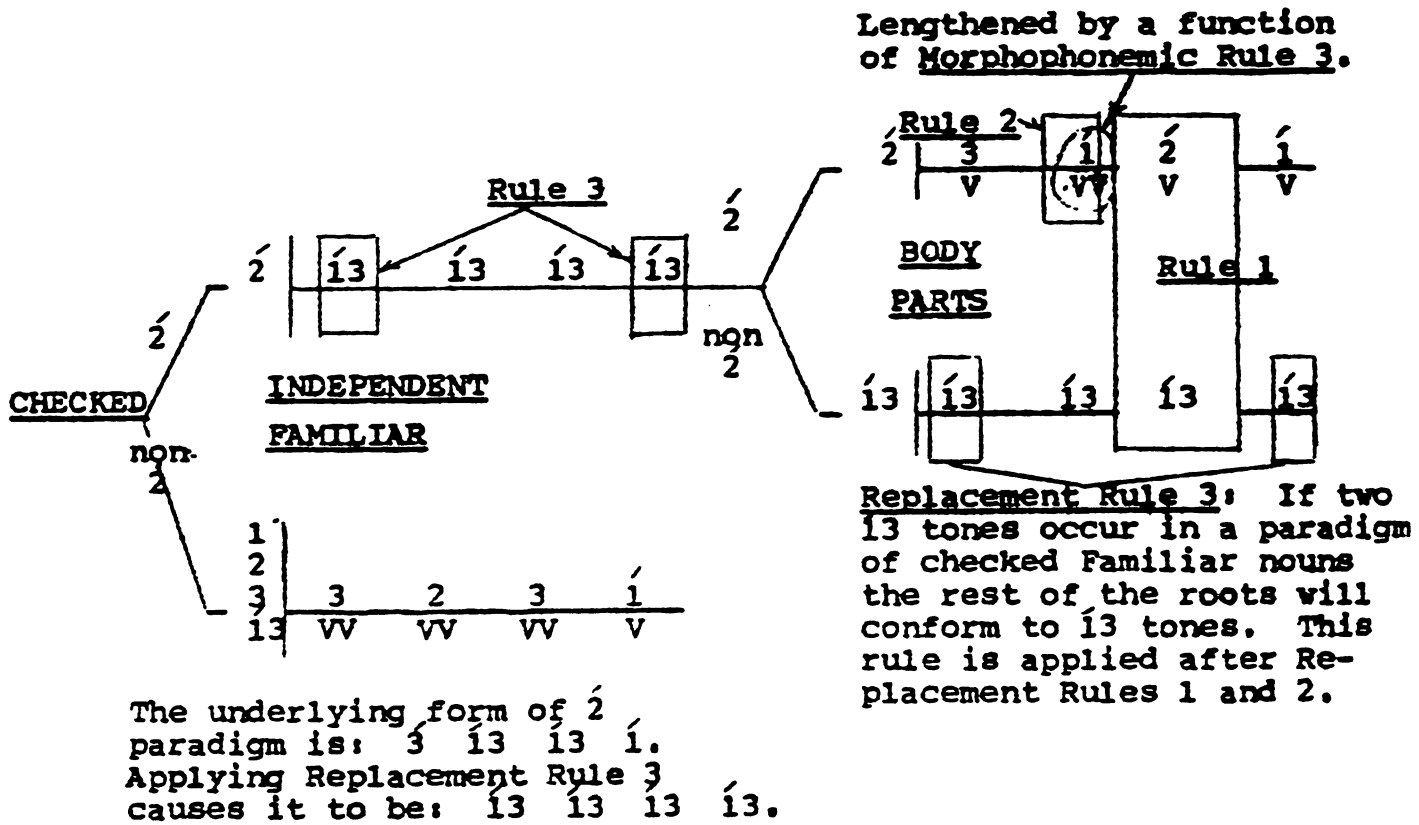 Lengthened by a function
of Morphophonemic Rule 3.
Rule 2
2́ 3 1́ 2́ 1́
V VV V V
Rule 3
2́
BODY
PARTS
Rule 1
2́ 1́3 1́3 1́3 1́3
non
2́
2́
CHECKED
non-
2́
INDEPENDENT
FAMILIAR
1́3 1́3 1́3 1́3 1́3
1
2
3 3 2 3 1́
1́3 VV VV VV V
Replacement Rule 3: If two
1́3 tones occur in a paradigm
of checked Familiar nouns
the rest of the roots will
conform to 1́3 tones. This
rule is applied after Re-
placement Rules 1 and 2.
The underlying form of 2́
paradigm is: 3́ 1́3 1́3 1́.
Applying Replacement Rule 3
causes it to be: 1́3 1́3 1́3 1́3.